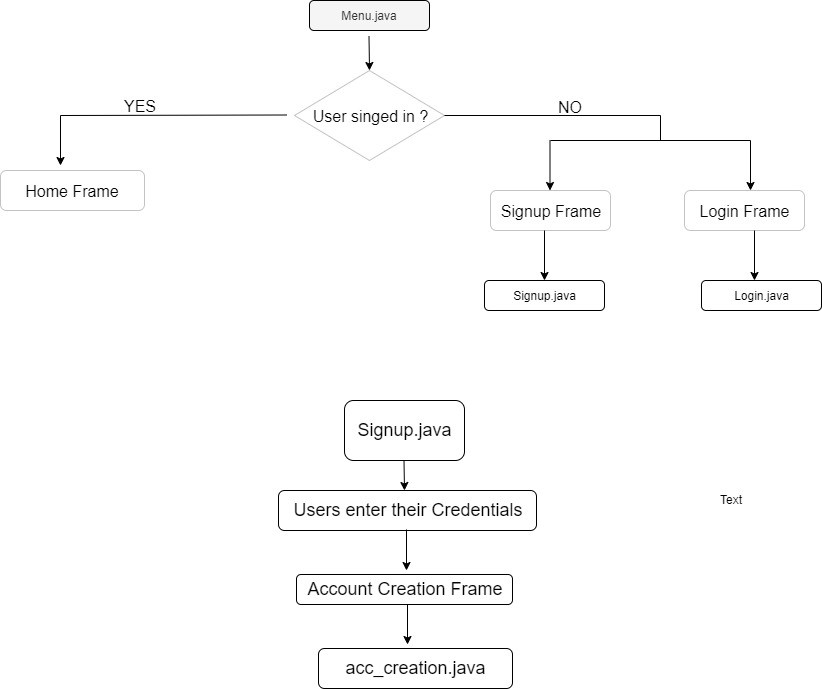 Menu.java
User singed in ?
YES
NO
Home Frame
Signup Frame
Login Frame
Signup.java
Login.java
Signup.java
Users enter their Credentials
Text
Account Creation Frame
acc_creation.java